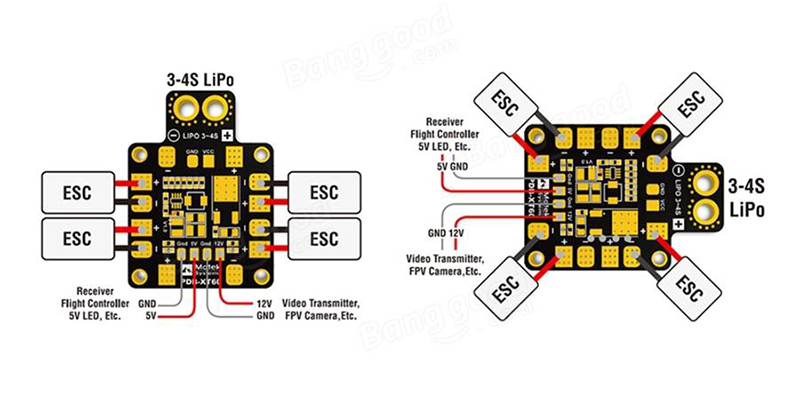 Banggood.com
3-4S LiPo
LIPO 3-4S
GND VCC
ESC
ESC
ESC
ESC
Gnd 5V Gnd 12V
Matek
Systems
PDB-XT60
Receiver
Flight Controller
5V LED, Etc.
GND
5V
12V
GND
Video Transmitter,
FPV Camera,Etc.
Banggood.com
ESC
ESC
Receiver
Flight Controller
5V LED, Etc.
5V GND
GND 12V
Video Transmitter,
FPV Camera,Etc.
GND VCC
LIPO 3-4S
3-4S
LiPo
ESC
ESC
Banggood.com